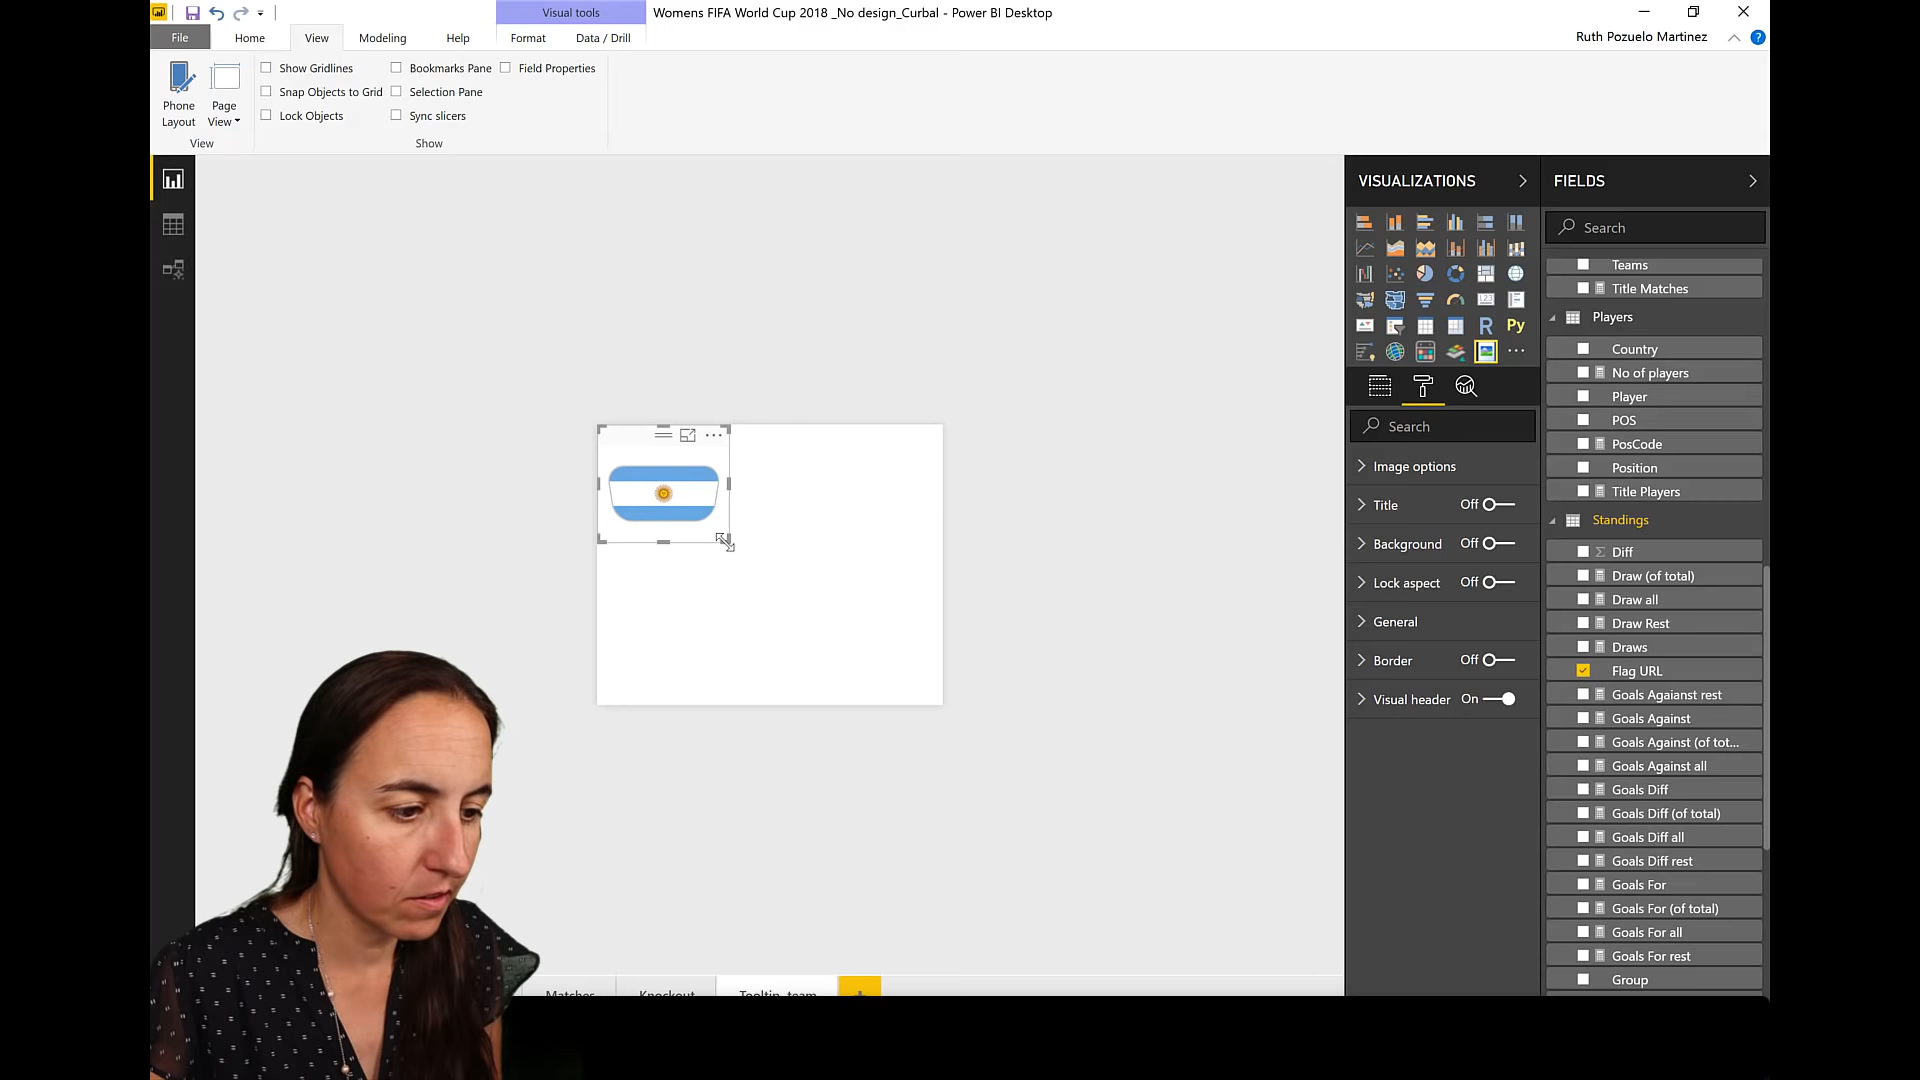 Visual tools
Womens FIFA World Cup 2018 _No design_Curbal - Power BI Desktop
File
Home
View
Modeling
Help
Format
Data / Drill
Ruth Pozuelo Martinez
?
Phone
Layout
Page
View
View
Show Gridlines
Snap Objects to Grid
Lock Objects
Bookmarks Pane
Selection Pane
Sync slicers
Field Properties
Show
VISUALIZATIONS
123
R
Py
Search
Image options
Title Off
Background Off
Lock aspect Off
General
Border Off
Visual header On
FIELDS
Search
Teams
Title Matches
Players
Country
No of players
Player
POS
PosCode
Position
Title Players
Standings
Σ Diff
Draw (of total)
Draw all
Draw Rest
Draws
Flag URL
Goals Agaianst rest
Goals Against
Goals Against (of tot...
Goals Against all
Goals Diff
Goals Diff (of total)
Goals Diff all
Goals Diff rest
Goals For
Goals For (of total)
Goals For all
Goals For rest
Group
Matches
Knockout
Tooltip_team
+